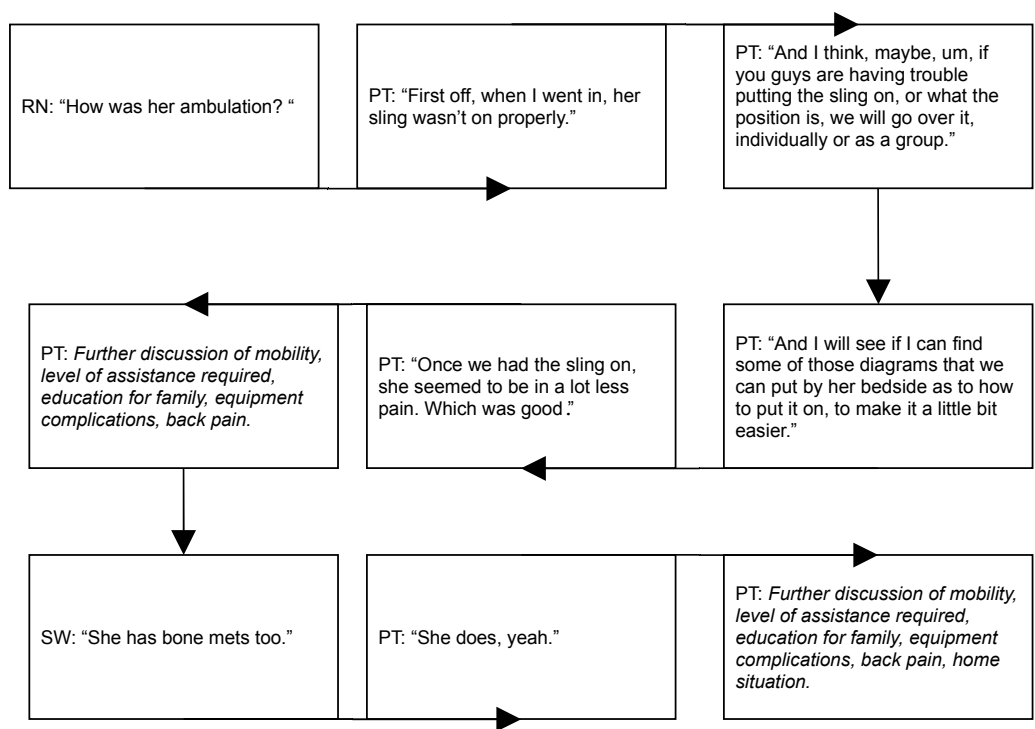 RN: “How was her ambulation? “
PT: “First off, when I went in, her
sling wasn’t on properly.”
PT: “And I think, maybe, um, if
you guys are having trouble
putting the sling on, or what the
position is, we will go over it,
individually or as a group.”
PT: “And I will see if I can find
some of those diagrams that we
can put by her bedside as to how
to put it on, to make it a little bit
easier.”
PT: “Once we had the sling on,
she seemed to be in a lot less
pain. Which was good.”
PT: Further discussion of mobility,
level of assistance required,
education for family, equipment
complications, back pain.
SW: “She has bone mets too.”
PT: “She does, yeah.”
PT: Further discussion of mobility,
level of assistance required,
education for family, equipment
complications, back pain, home
situation.